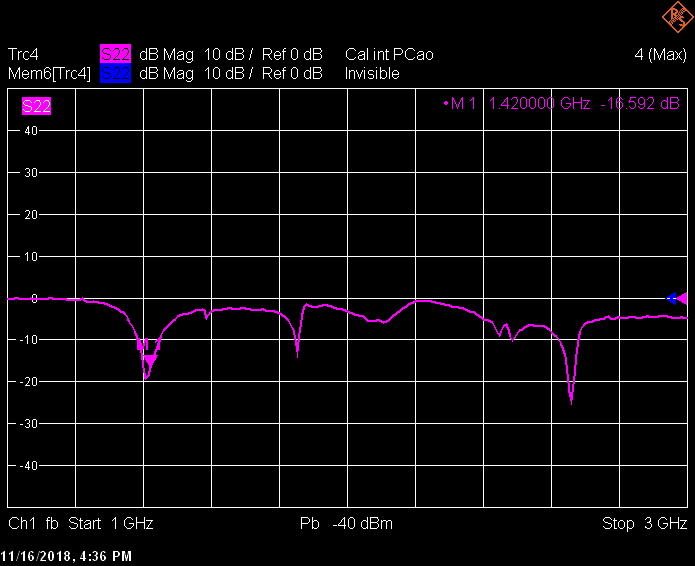 Trc4 S22 dB Mag 10 dB / Ref 0 dB Cal int PCao 4 (Max)
Mem6[Trc4] S22 dB Mag 10 dB / Ref 0 dB Invisible
S22 •M 1 1.420000 GHz -16.592 dB
40
30
20
10
0
-10
-20
-30
-40
Ch1 fb Start 1 GHz Pb -40 dBm Stop 3 GHz
11/16/2018, 4:36 PM